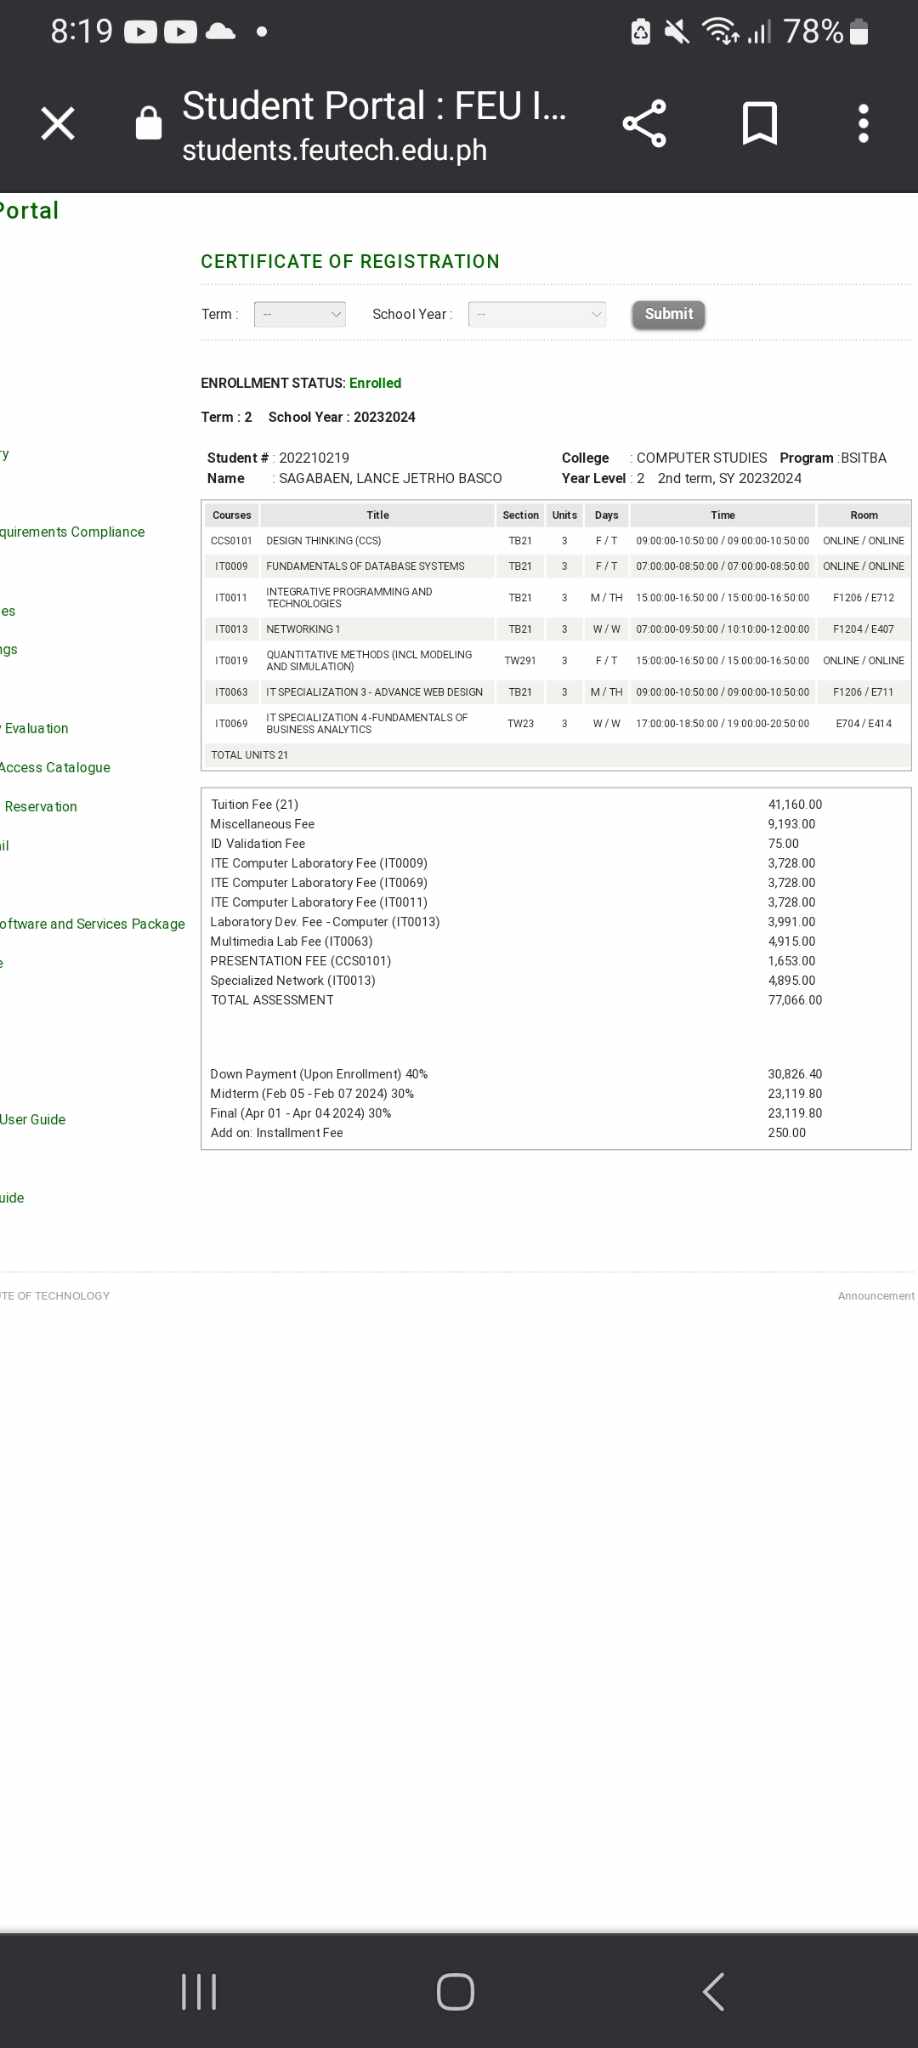 8:19 78%
Student Portal : FEU I...
students.feutech.edu.ph
Portal
CERTIFICATE OF REGISTRATION
Term : -- School Year : -- Submit
ENROLLMENT STATUS: Enrolled
Term : 2 School Year : 20232024
ry
Student # : 202210219 College : COMPUTER STUDIES Program :BSITBA
Name : SAGABAEN, LANCE JETRHO BASCO Year Level : 2 2nd term, SY 20232024
Courses Title Section Units Days Time Room
quirements Compliance
CCS0101 DESIGN THINKING (CCS) TB21 3 F / T 09:00:00-10:50:00 / 09:00:00-10:50:00 ONLINE / ONLINE
IT0009 FUNDAMENTALS OF DATABASE SYSTEMS TB21 3 F / T 07:00:00-08:50:00 / 07:00:00-08:50:00 ONLINE / ONLINE
IT0011 INTEGRATIVE PROGRAMMING AND TB21 3 M / TH 15:00:00-16:50:00 / 15:00:00-16:50:00 F1206 / E712
TECHNOLOGIES
es
IT0013 NETWORKING 1 TB21 3 W / W 07:00:00-09:50:00 / 10:10:00-12:00:00 F1204 / E407
ngs
IT0019 QUANTITATIVE METHODS (INCL MODELING TW291 3 F / T 15:00:00-16:50:00 / 15:00:00-16:50:00 ONLINE / ONLINE
AND SIMULATION)
IT0063 IT SPECIALIZATION 3 - ADVANCE WEB DESIGN TB21 3 M / TH 09:00:00-10:50:00 / 09:00:00-10:50:00 F1206 / E711
IT0069 IT SPECIALIZATION 4 -FUNDAMENTALS OF TW23 3 W / W 17:00:00-18:50:00 / 19:00:00-20:50:00 E704 / E414
BUSINESS ANALYTICS
Evaluation
TOTAL UNITS 21
Access Catalogue
Tuition Fee (21) 41,160.00
Reservation
Miscellaneous Fee 9,193.00
ID Validation Fee 75.00
ail
ITE Computer Laboratory Fee (IT0009) 3,728.00
ITE Computer Laboratory Fee (IT0069) 3,728.00
ITE Computer Laboratory Fee (IT0011) 3,728.00
Laboratory Dev. Fee - Computer (IT0013) 3,991.00
oftware and Services Package
Multimedia Lab Fee (IT0063) 4,915.00
PRESENTATION FEE (CCS0101) 1,653.00
e
Specialized Network (IT0013) 4,895.00
TOTAL ASSESSMENT 77,066.00
Down Payment (Upon Enrollment) 40% 30,826.40
Midterm (Feb 05 - Feb 07 2024) 30% 23,119.80
Final (Apr 01 - Apr 04 2024) 30% 23,119.80
User Guide
Add on: Installment Fee 250.00
uide
UTE OF TECHNOLOGY Announcement